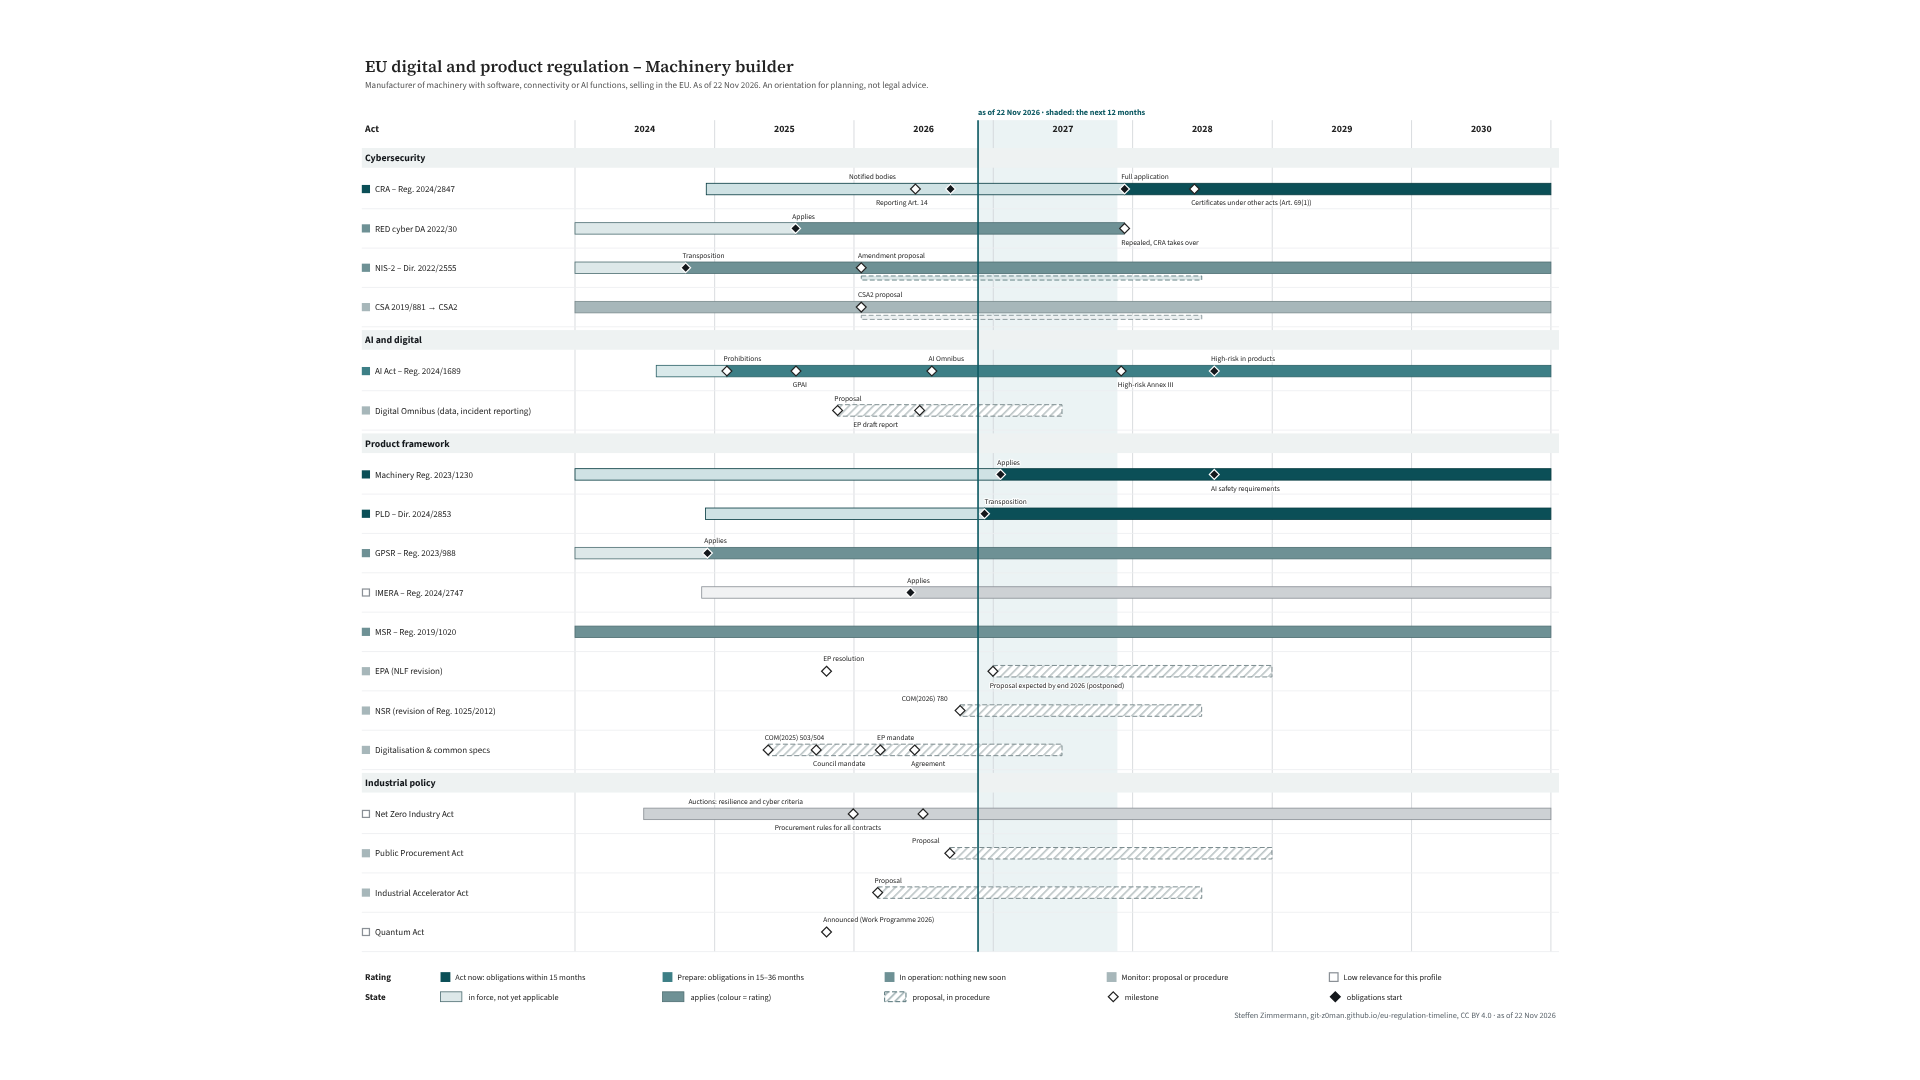 EU digital and product regulation – Machinery builder
Manufacturer of machinery with software, connectivity or AI functions, selling in the EU. As of 22 Nov 2026. An orientation for planning, not legal advice.
as of 22 Nov 2026 · shaded: the next 12 months
Act 2024 2025 2026 2027 2028 2029 2030
Cybersecurity
Notified bodies Full application
CRA – Reg. 2024/2847
Reporting Art. 14 Certificates under other acts (Art. 69(1))
Applies
RED cyber DA 2022/30
Repealed, CRA takes over
Transposition Amendment proposal
NIS-2 – Dir. 2022/2555
CSA2 proposal
CSA 2019/881 → CSA2
AI and digital
Prohibitions AI Omnibus High-risk in products
AI Act – Reg. 2024/1689
GPAI High-risk Annex III
Proposal
Digital Omnibus (data, incident reporting)
EP draft report
Product framework
Applies
Machinery Reg. 2023/1230
AI safety requirements
Transposition
PLD – Dir. 2024/2853
Applies
GPSR – Reg. 2023/988
Applies
IMERA – Reg. 2024/2747
MSR – Reg. 2019/1020
EP resolution
EPA (NLF revision)
Proposal expected by end 2026 (postponed)
COM(2026) 780
NSR (revision of Reg. 1025/2012)
COM(2025) 503/504 EP mandate
Digitalisation & common specs
Council mandate Agreement
Industrial policy
Auctions: resilience and cyber criteria
Net Zero Industry Act
Procurement rules for all contracts
Proposal
Public Procurement Act
Proposal
Industrial Accelerator Act
Announced (Work Programme 2026)
Quantum Act
Rating Act now: obligations within 15 months Prepare: obligations in 15–36 months In operation: nothing new soon Monitor: proposal or procedure Low relevance for this profile
State in force, not yet applicable applies (colour = rating) proposal, in procedure milestone obligations start
Steffen Zimmermann, git-z0man.github.io/eu-regulation-timeline, CC BY 4.0 · as of 22 Nov 2026